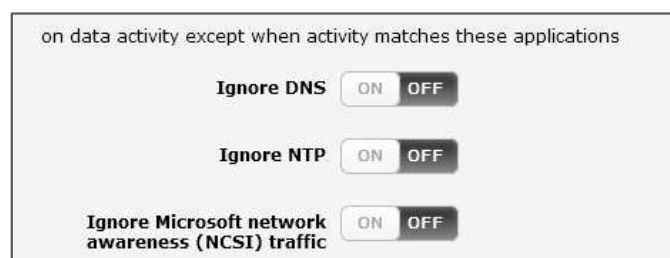 on data activity except when activity matches these applications
Ignore DNS ON OFF
Ignore NTP ON OFF
Ignore Microsoft network ON OFF
awareness (NCSI) traffic